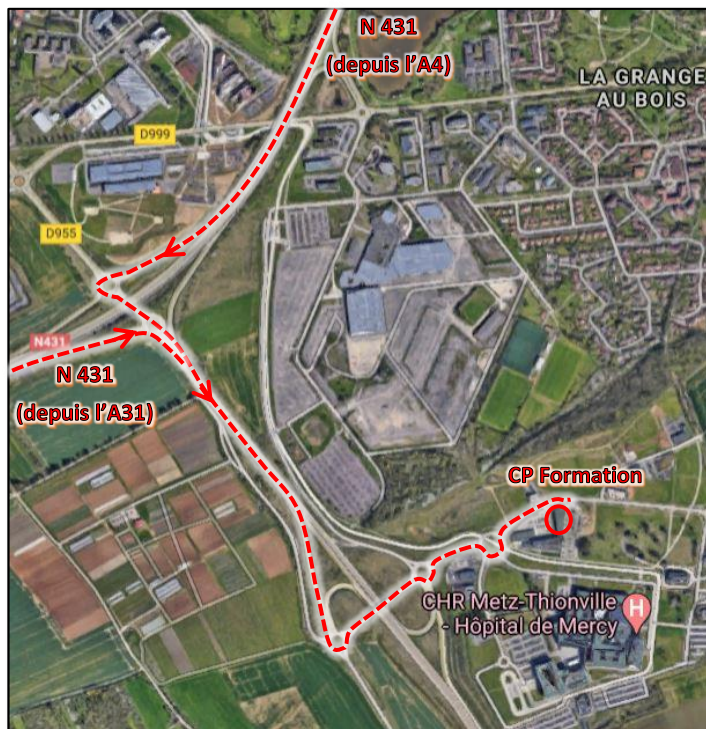 N 431
(depuis l'A4)
LA GRANGE
AU BOIS
D999
D955
N431
N 431
(depuis l'A31)
CP Formation
CHR Metz-Thionville
- Hôpital de Mercy
H